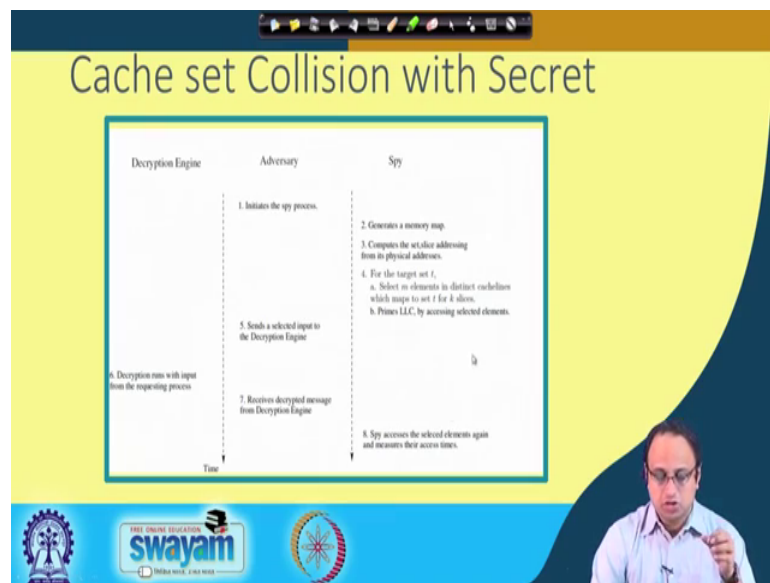 Cache set Collision with Secret
Decryption Engine
Adversary
Spy
1. Initiates the spy process.
2. Generates a memory map.
3. Computes the set,slice addressing
from its physical addresses.
4. For the target set t,
a. Select m elements in distinct cachelines
which maps to set t for k slices.
b. Primes LLC, by accessing selected elements.
5. Sends a selected input to
the Decryption Engine
6. Decryption runs with input
from the requesting process
7. Receives decrypted message
from Decryption Engine
8. Spy accesses the seleced elements again
and measures their access times.
Time
FREE ONLINE EDUCATION
swayam